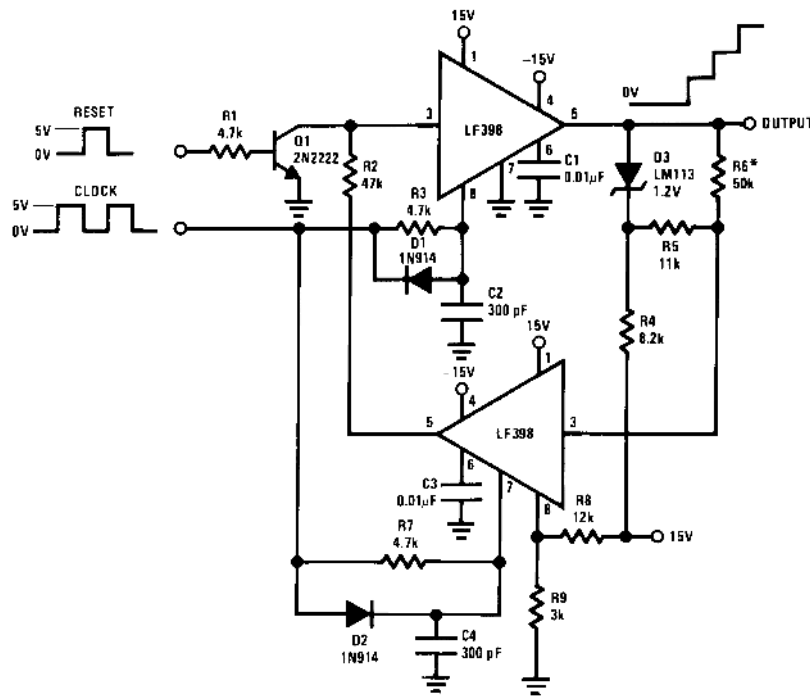 15V
1
-15V
4
0V
RESET
5V
0V
R1
4.7k
Q1
2N2222
3
LF398
5
OUTPUT
6
7
8
C1
0.01µF
D3
LM113
1.2V
R6*
50k
R2
47k
CLOCK
5V
0V
R3
4.7k
D1
1N914
R5
11k
C2
300 pF
R4
8.2k
15V
1
-15V
4
5
LF398
3
6
7
8
C3
0.01µF
R8
12k
15V
R7
4.7k
R9
3k
D2
1N914
C4
300 pF